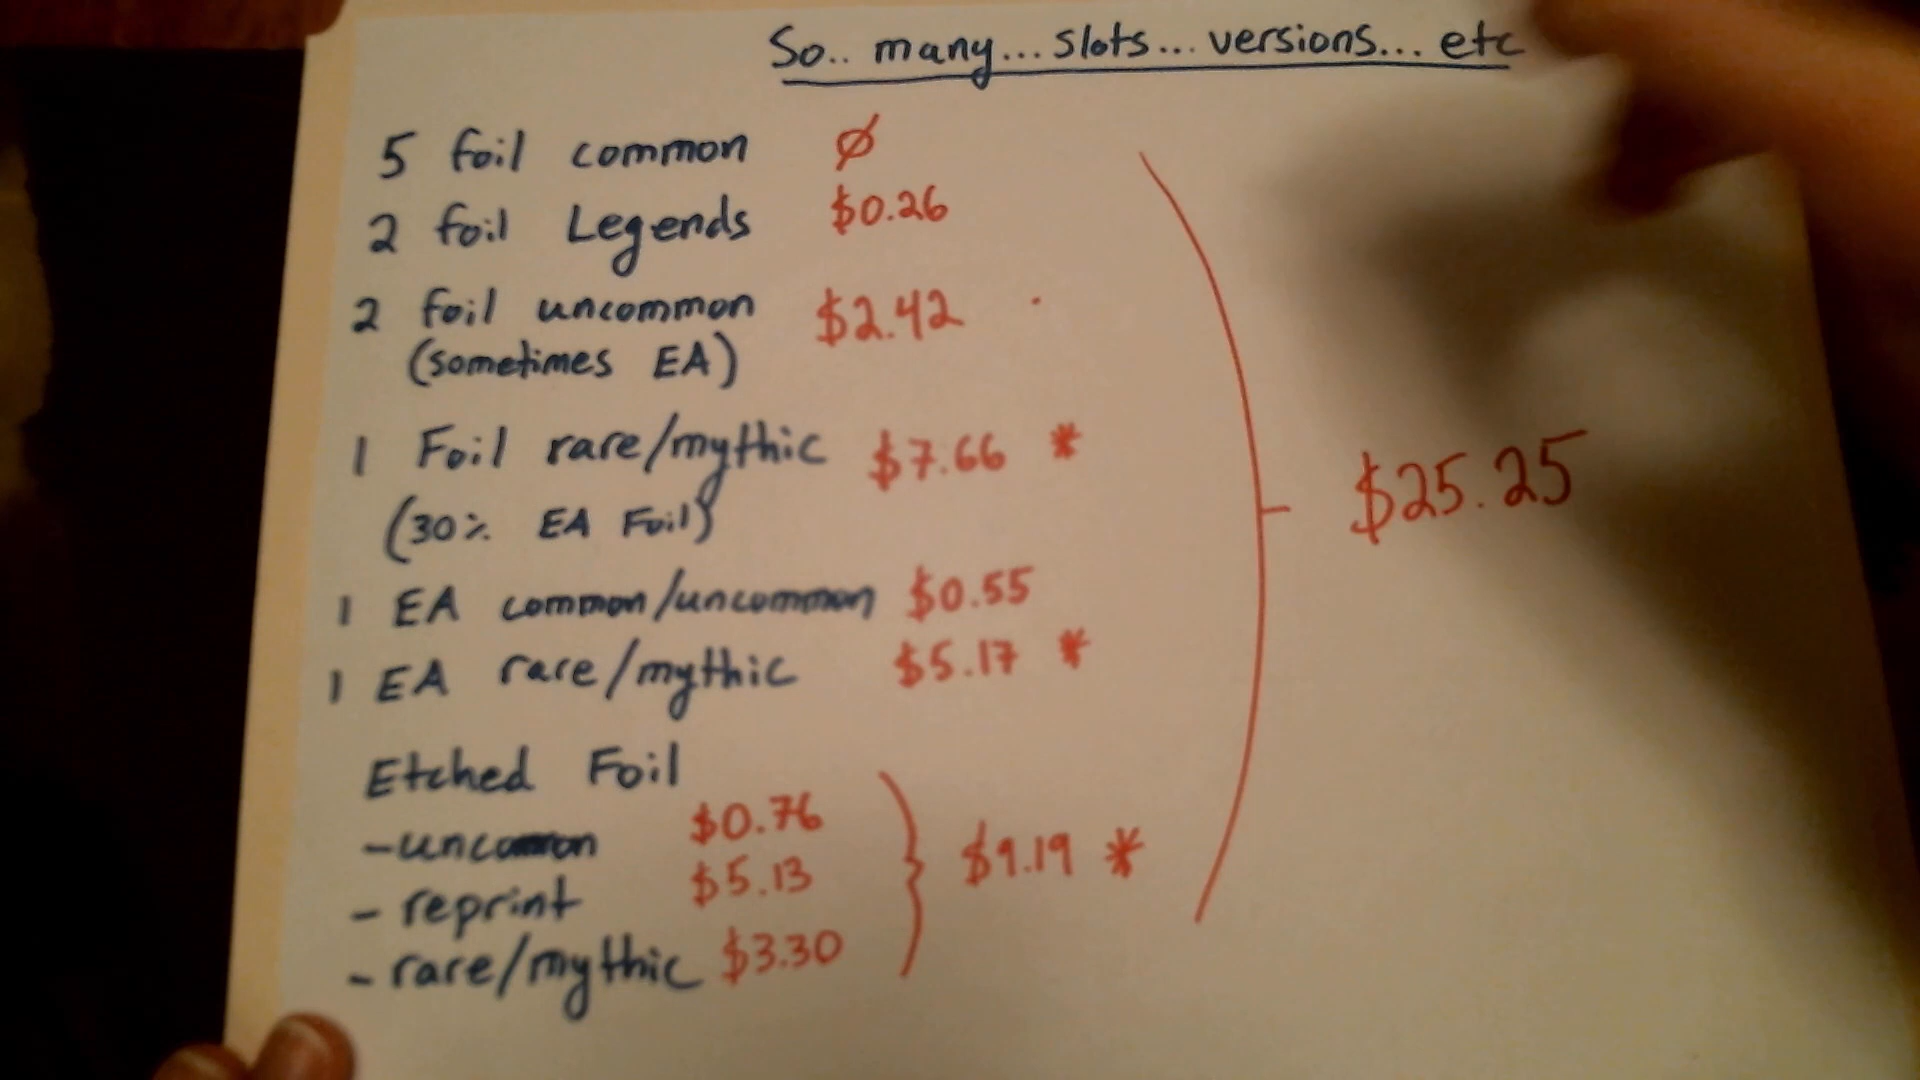 So.. many... slots... versions... etc
5 foil common Ø
2 foil Legends $0.26
2 foil uncommon $2.42
(sometimes EA)
1 Foil rare/mythic $7.66 *
(30% EA Foil)
1 EA common/uncommon $0.55
1 EA rare/mythic $5.17 *
Etched Foil
- uncommon $0.76
- reprint $5.13
- rare/mythic $3.30
$9.19 *
$25.25